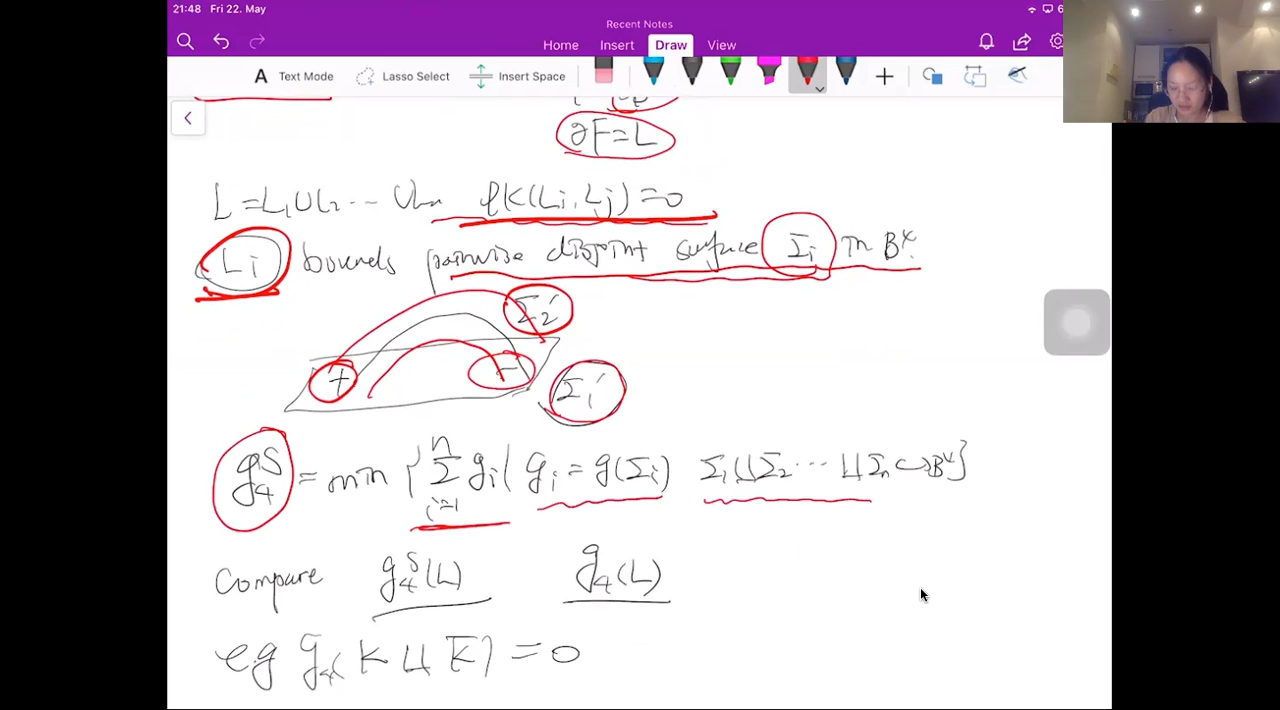 21:48 Fri 22. May
Recent Notes
Home Insert Draw View
A Text Mode Lasso Select Insert Space
∂F=L
L=L₁∪L₂... ∪Ln lk(Li,Lj)=0
Li bounds pairwise disjoint surface Σi in B⁴.
Σ₂'
+ -
Σ₁'
g₄ˢ = min { Σⁿᵢ₌₁ gi | gi = g(Σi) Σ₁⊔Σ₂ ... ⊔Σn ↪B⁴}
Compare g₄ˢ(L) g₄(L)
e.g g₄(K ⊔ K̅) = 0